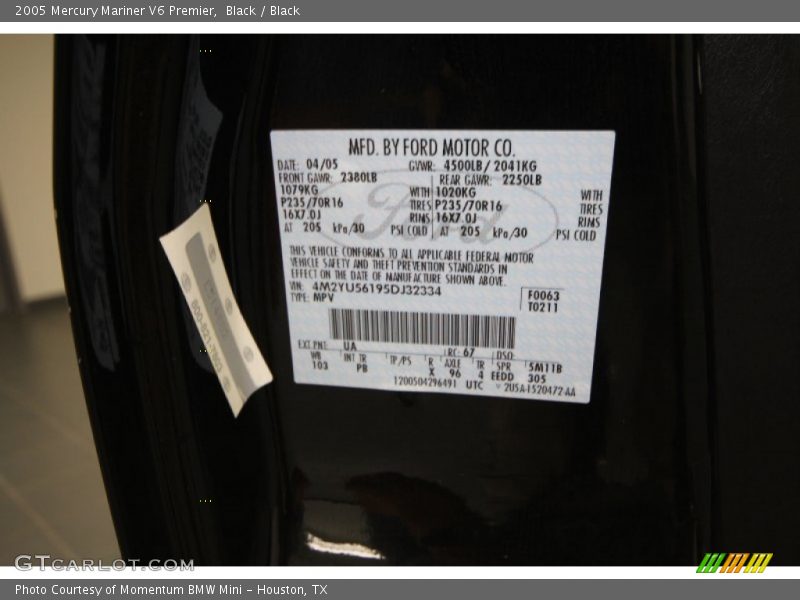 2005 Mercury Mariner V6 Premier,  Black / Black
MFD. BY FORD MOTOR CO.
DATE: 04/05 GVWR: 4500LB/2041KG
FRONT GAWR: 2380LB REAR GAWR: 2250LB
1079KG WITH 1020KG WITH
P235/70R16 TIRES P235/70R16 TIRES
16X7.0J RIMS 16X7.0J RIMS
AT 205 kPa/30 PSI COLD AT 205 kPa/30 PSI COLD
Ford
THIS VEHICLE CONFORMS TO ALL APPLICABLE FEDERAL MOTOR
VEHICLE SAFETY AND THEFT PREVENTION STANDARDS IN
EFFECT ON THE DATE OF MANUFACTURE SHOWN ABOVE.
VIN: 4M2YU56195DJ32334 F0063
TYPE: MPV T0211
EXT PNT: UA RC: 67 DSO:
WB INT TR TP/PS R AXLE TR SPR 5M11B
103 PB X 96 4 EEDD 305
1200504296491 UTC 2U5A-1520472-AA
GTcarlot.com
Photo Courtesy of Momentum BMW Mini - Houston, TX